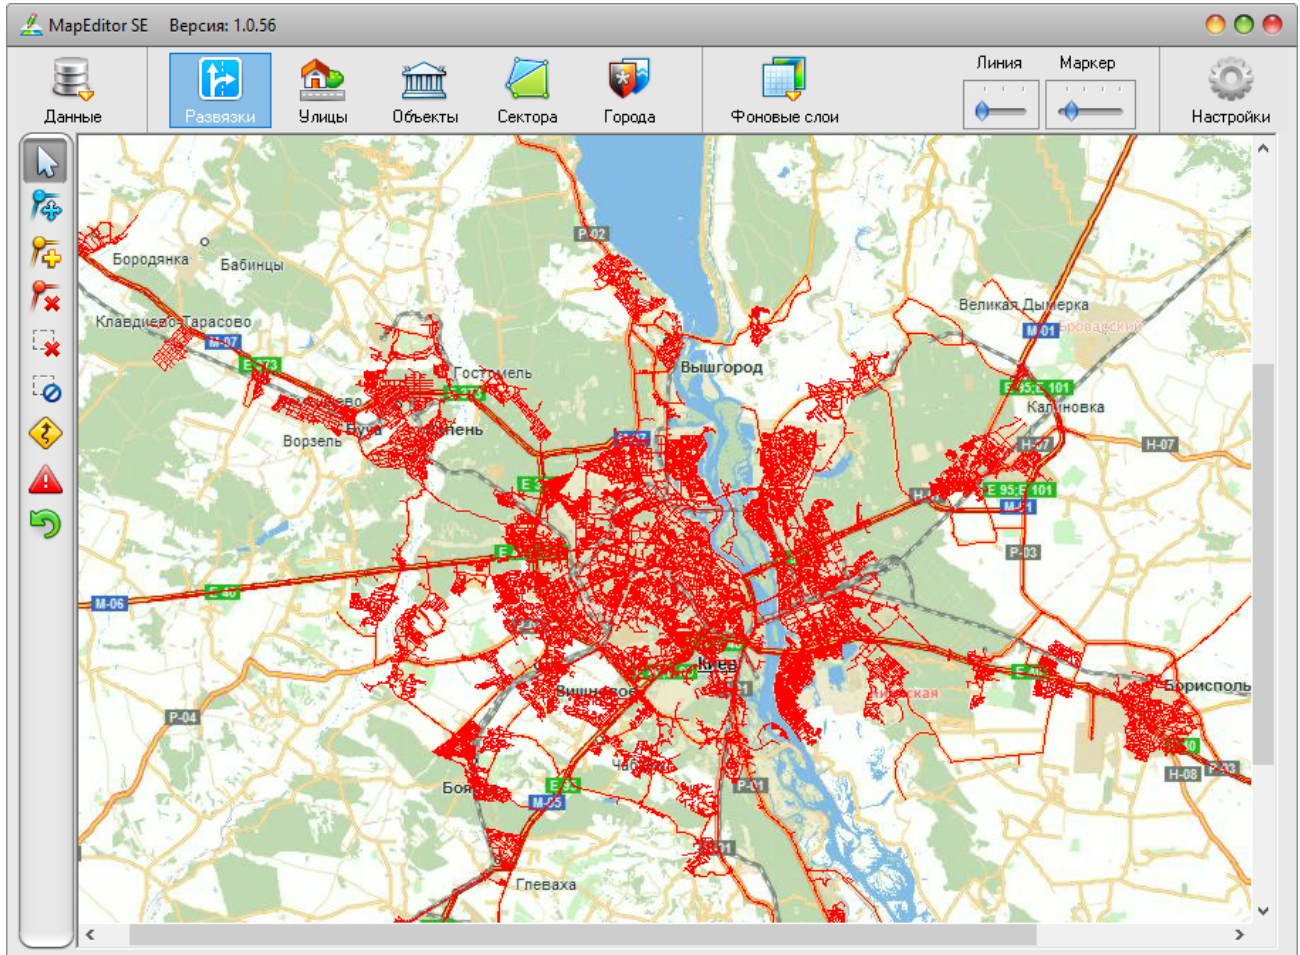 MapEditor SE Версия: 1.0.56
Линия Маркер
Данные Развязки Улицы Объекты Сектора Города Фоновые слои Настройки
P-02
Бородянка
Бабинцы
Великая Дымерка
Клавдиево-Тарасово
M-01
Броварский
M-07
E 373
Вышгород
Гостомель
E 95;E 101
Калиновка
Ворзель
Буча
H-07
H-07
E 95;E 101
P-03
E 40
M-06
Киев
Вишневое
Борисполь
P-04
H-08
P-03
E 95
M-05
P-01
Глеваха